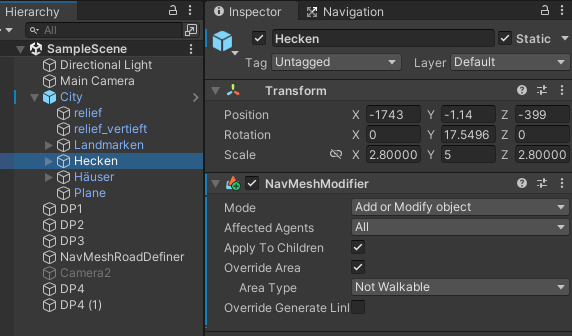 Hierarchy
All
SampleScene
Directional Light
Main Camera
City
relief
relief_vertieft
Landmarken
Hecken
Häuser
Plane
DP1
DP2
DP3
NavMeshRoadDefiner
Camera2
DP4
DP4 (1)
Inspector Navigation
Hecken Static
Tag Untagged Layer Default
Transform
Position X -1743 Y -1.14 Z -399
Rotation X 0 Y 17.5496 Z 0
Scale X 2.80000 Y 5 Z 2.80000
NavMeshModifier
Mode Add or Modify object
Affected Agents All
Apply To Children
Override Area
Area Type Not Walkable
Override Generate Linl